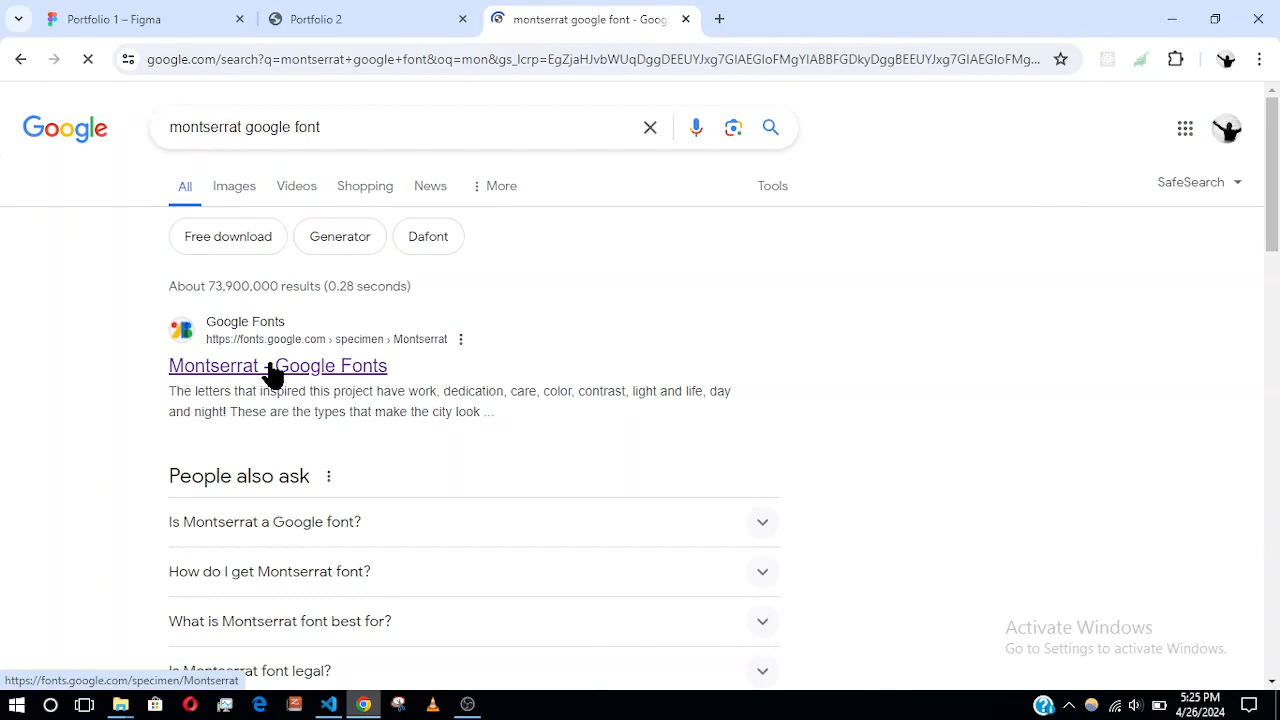 Portfolio 1 – Figma
Portfolio 2
montserrat google font - Goog
google.com/search?q=montserrat+google+font&oq=mon&gs_lcrp=EgZjaHJvbWUqDggDEEUYJxg7GIAEGIoFMgYIABBFGDkyDggBEEUYJxg7GIAEGIoFMg...
Google
montserrat google font
All
Images
Videos
Shopping
News
More
Tools
SafeSearch
Free download
Generator
Dafont
About 73,900,000 results (0.28 seconds)
Google Fonts
https://fonts.google.com › specimen › Montserrat
Montserrat - Google Fonts
The letters that inspired this project have work, dedication, care, color, contrast, light and life, day
and night! These are the types that make the city look ...
People also ask
Is Montserrat a Google font?
How do I get Montserrat font?
What is Montserrat font best for?
Is Montserrat font legal?
Activate Windows
Go to Settings to activate Windows.
https://fonts.google.com/specimen/Montserrat
5:25 PM
4/26/2024